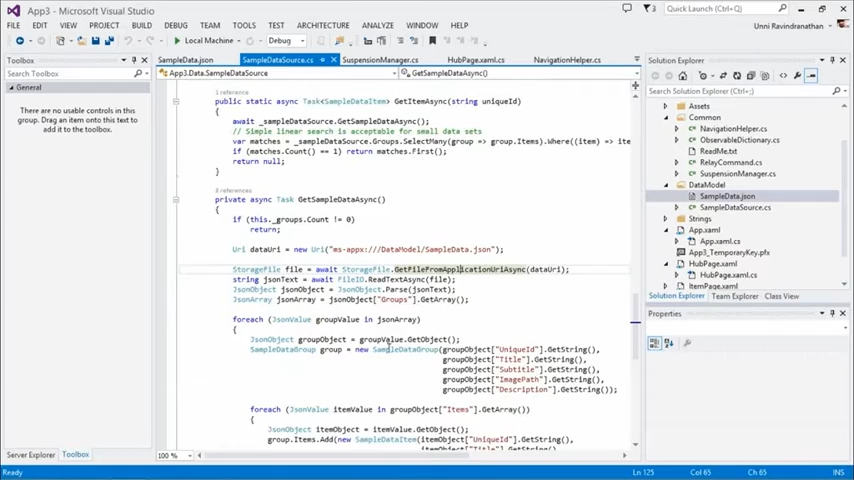 App3 - Microsoft Visual Studio
Quick Launch (Ctrl+Q)
FILE EDIT VIEW PROJECT BUILD DEBUG TEAM TOOLS TEST ARCHITECTURE ANALYZE WINDOW HELP
Unni Ravindranathan
Local Machine Debug
Toolbox
Search Toolbox
General
There are no usable controls in this
group. Drag an item onto this text to
add it to the toolbox.
Server Explorer Toolbox
SampleData.json SampleDataSource.cs SuspensionManager.cs HubPage.xaml.cs NavigationHelper.cs
App3.Data.SampleDataSource GetSampleDataAsync()
1 reference
public static async Task<SampleDataItem> GetItemAsync(string uniqueId)
{
await _sampleDataSource.GetSampleDataAsync();
// Simple linear search is acceptable for small data sets
var matches = _sampleDataSource.Groups.SelectMany(group => group.Items).Where((item) => ite
if (matches.Count() == 1) return matches.First();
return null;
}
references
private async Task GetSampleDataAsync()
{
if (this._groups.Count != 0)
return;
Uri dataUri = new Uri("ms-appx:///DataModel/SampleData.json");
StorageFile file = await StorageFile.GetFileFromApplicationUriAsync(dataUri);
string jsonText = await FileIO.ReadTextAsync(file);
JsonObject jsonObject = JsonObject.Parse(jsonText);
JsonArray jsonArray = jsonObject["Groups"].GetArray();
foreach (JsonValue groupValue in jsonArray)
{
JsonObject groupObject = groupValue.GetObject();
SampleDataGroup group = new SampleDataGroup(groupObject["UniqueId"].GetString(),
groupObject["Title"].GetString(),
groupObject["Subtitle"].GetString(),
groupObject["ImagePath"].GetString(),
groupObject["Description"].GetString());
foreach (JsonValue itemValue in groupObject["Items"].GetArray())
{
JsonObject itemObject = itemValue.GetObject();
group.Items.Add(new SampleDataItem(itemObject["UniqueId"].GetString(),
itemObject["Title"].GetString(),
100 %
Solution Explorer
Search Solution Explorer (Ctrl+;)
Assets
Common
NavigationHelper.cs
ObservableDictionary.cs
ReadMe.txt
RelayCommand.cs
SuspensionManager.cs
DataModel
SampleData.json
SampleDataSource.cs
Strings
App.xaml
App.xaml.cs
App3_TemporaryKey.pfx
HubPage.xaml
HubPage.xaml.cs
ItemPage.xaml
Solution Explorer Team Explorer Class View
Properties
Ready
Ln 125 Col 65 Ch 65